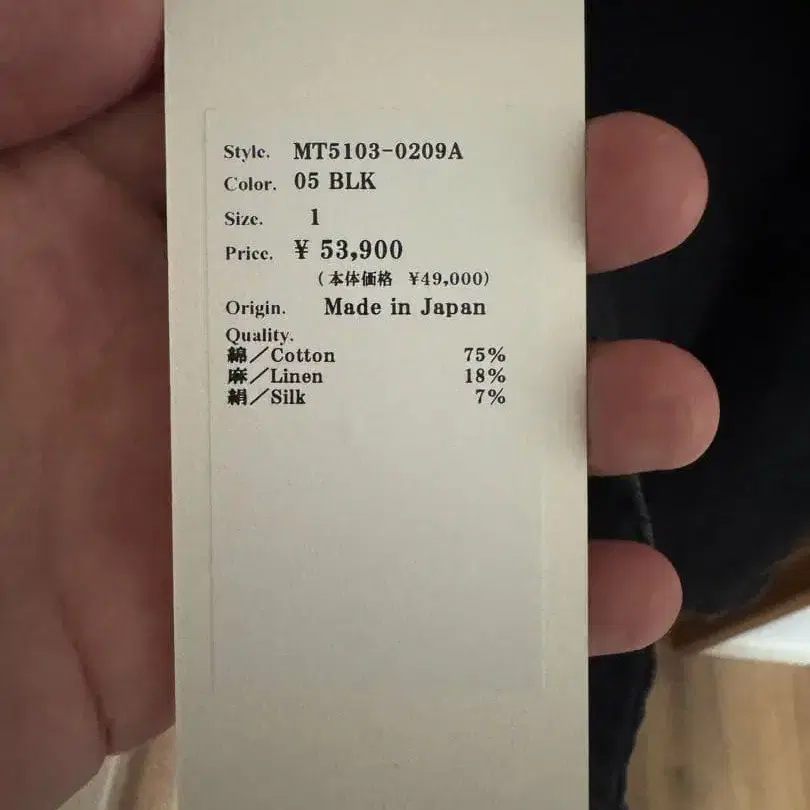 Style. MT5103-0209A
Color. 05 BLK
Size. 1
Price. ¥ 53,900
(本体価格 ¥49,000)
Origin. Made in Japan
Quality.
綿／Cotton 75%
麻／Linen 18%
絹／Silk 7%